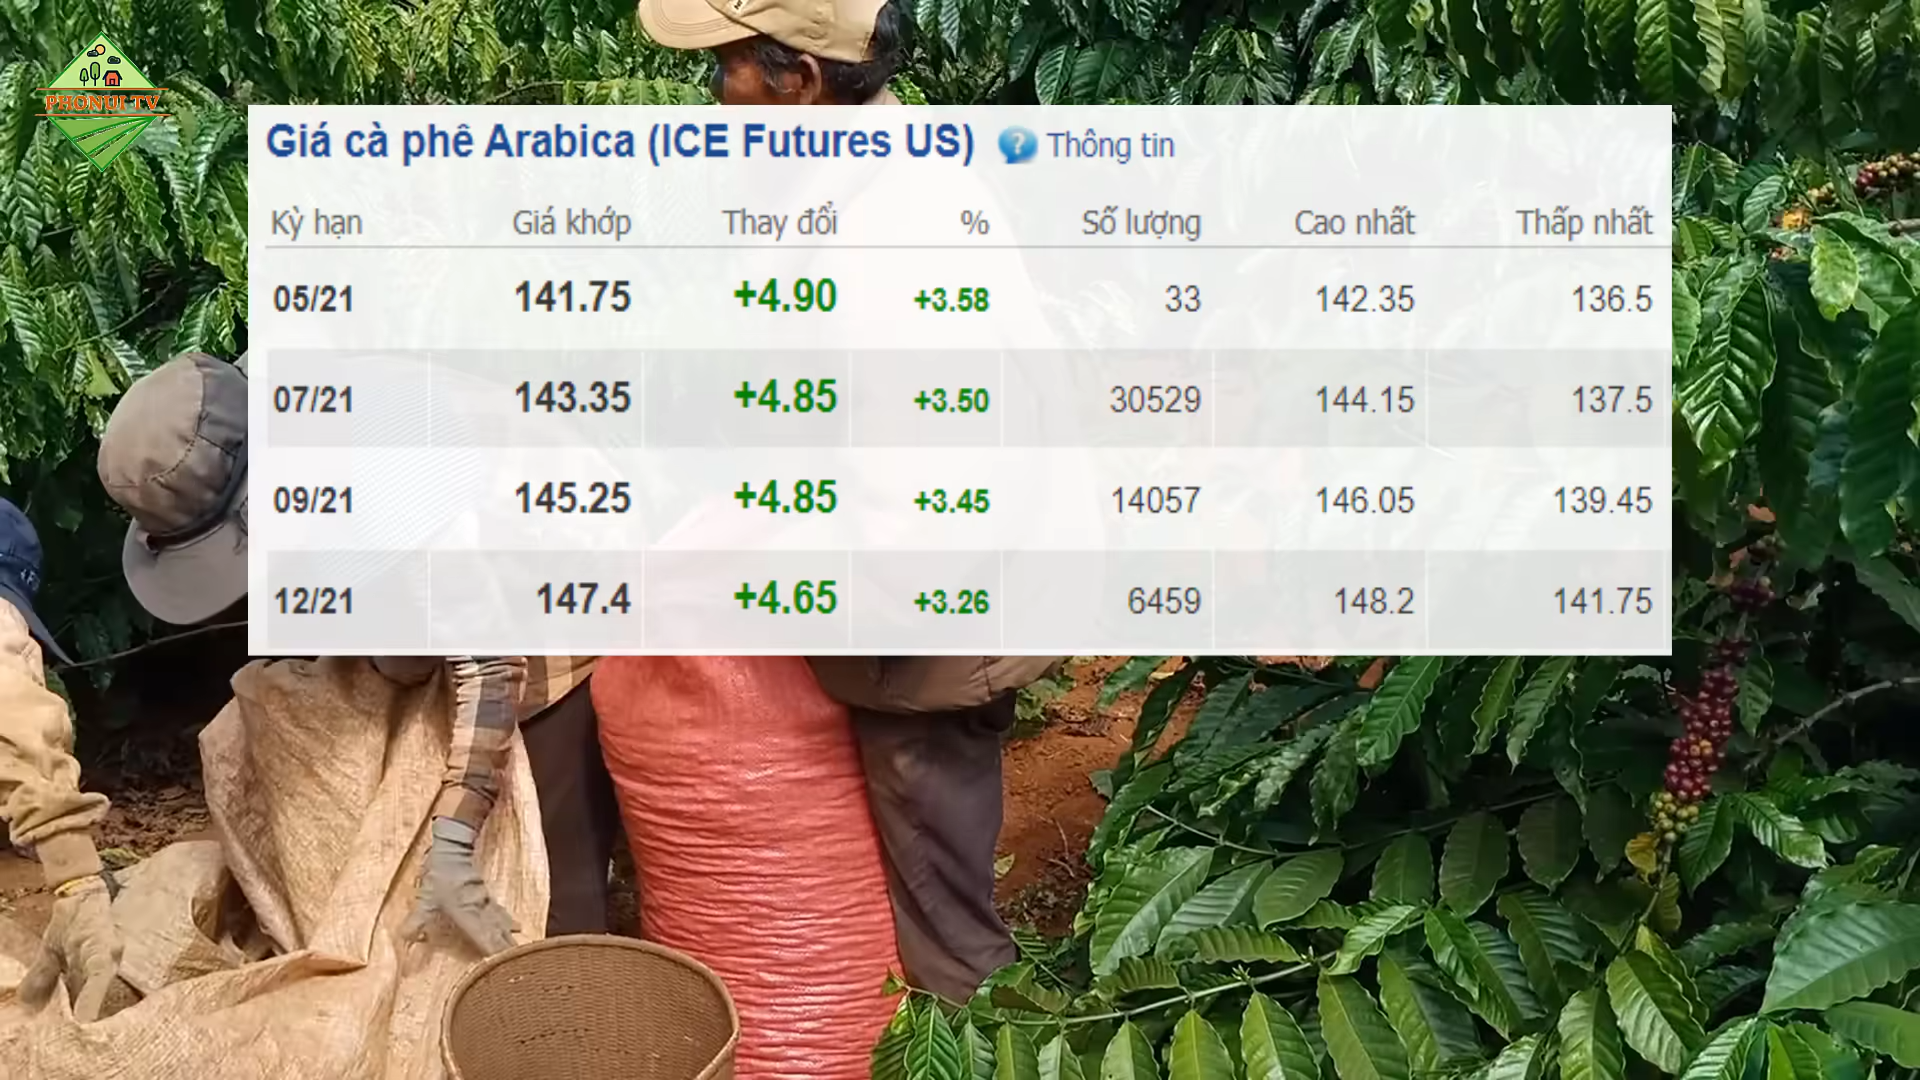 PHONUI TV
Giá cà phê Arabica (ICE Futures US) ? Thông tin
Kỳ hạn Giá khớp Thay đổi % Số lượng Cao nhất Thấp nhất
05/21 141.75 +4.90 +3.58 33 142.35 136.5
07/21 143.35 +4.85 +3.50 30529 144.15 137.5
09/21 145.25 +4.85 +3.45 14057 146.05 139.45
12/21 147.4 +4.65 +3.26 6459 148.2 141.75